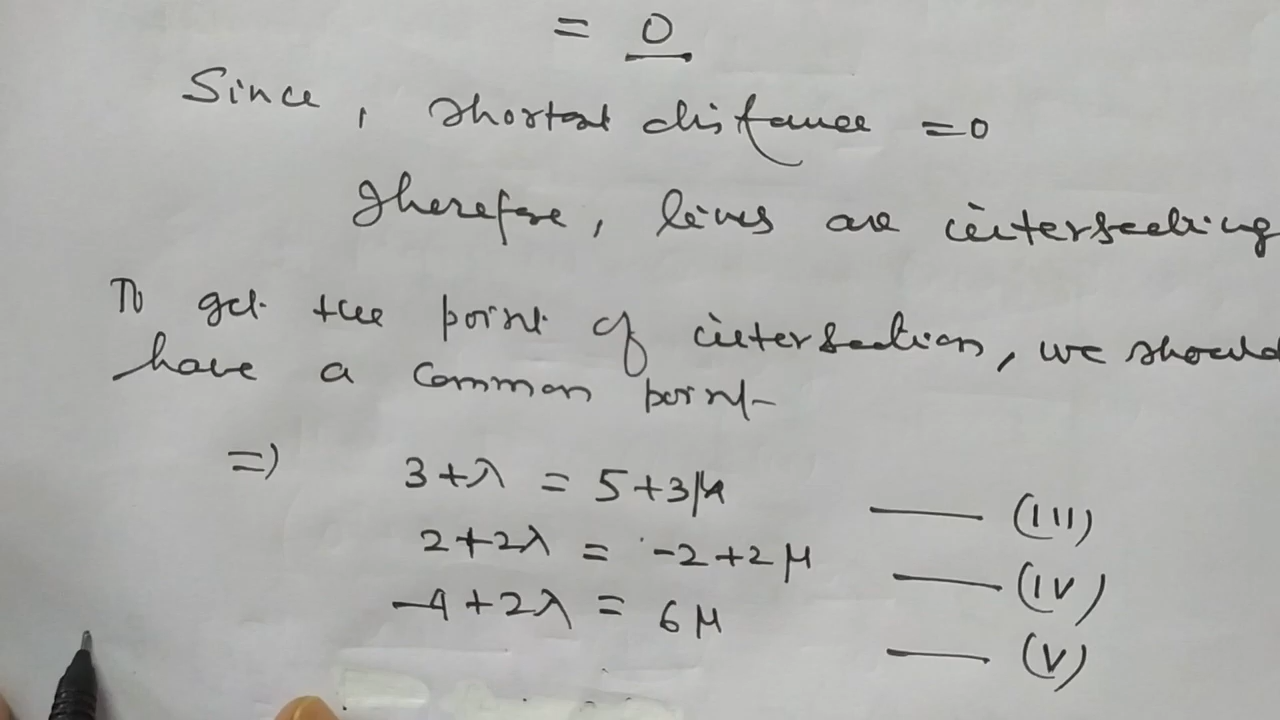 = 0
Since, shortest distance = 0
Therefore, lines are intersecting
To get the point of intersection, we should
have a common point
=) 3+λ = 5+3μ —— (III)
2+2λ = -2+2μ —— (IV)
-4+2λ = 6μ —— (V)